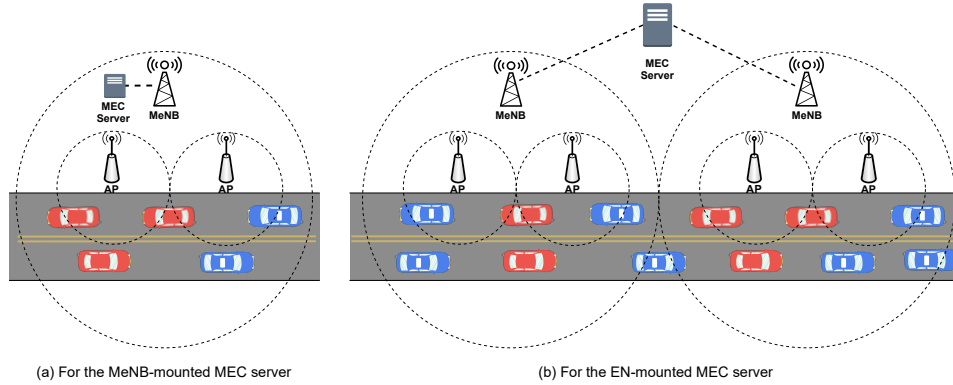 MEC
Server
MeNB
AP
AP
(a) For the MeNB-mounted MEC server
MEC
Server
MeNB
MeNB
AP
AP
AP
AP
(b) For the EN-mounted MEC server